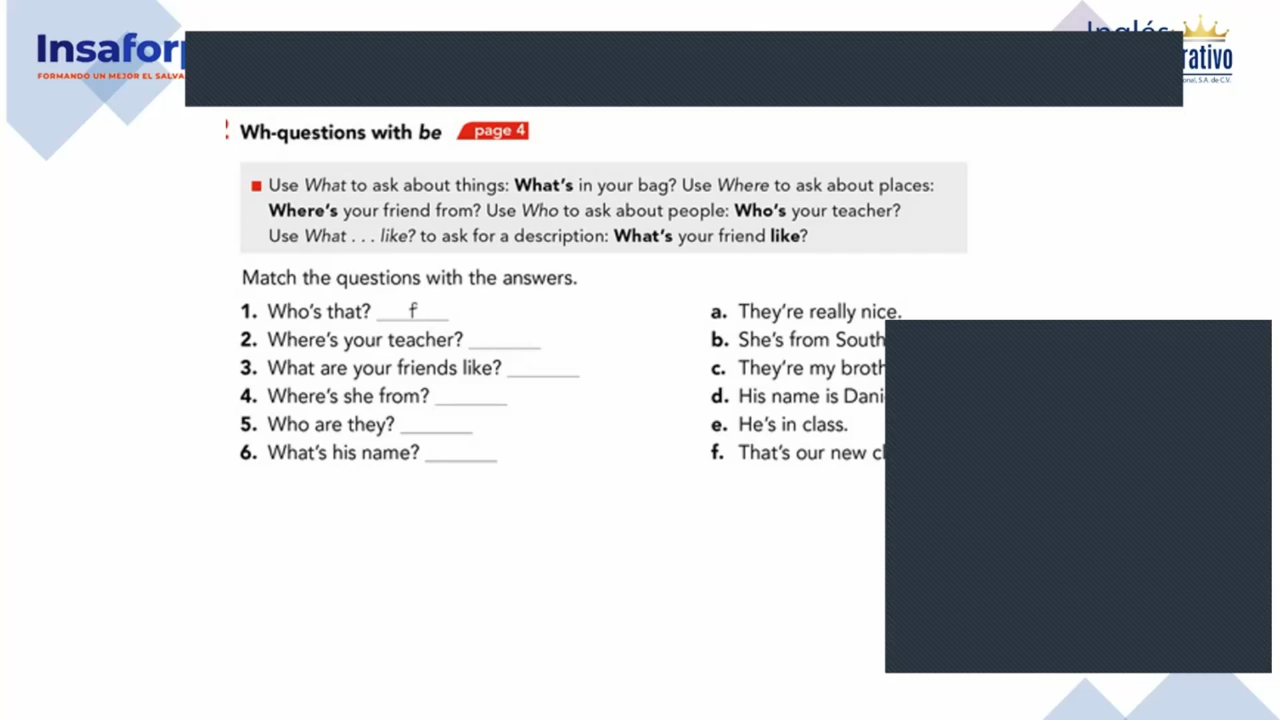 Insafor
FORMANDO UN MEJOR EL SALVA
Inglés
rativo
onal, S.A. de C.V.
Wh-questions with be page 4
Use What to ask about things: What's in your bag? Use Where to ask about places:
Where's your friend from? Use Who to ask about people: Who's your teacher?
Use What . . . like? to ask for a description: What's your friend like?
Match the questions with the answers.
1. Who's that? f
2. Where's your teacher?
3. What are your friends like?
4. Where's she from?
5. Who are they?
6. What's his name?
a. They're really nice.
b. She's from South
c. They're my broth
d. His name is Dani
e. He's in class.
f. That's our new cl